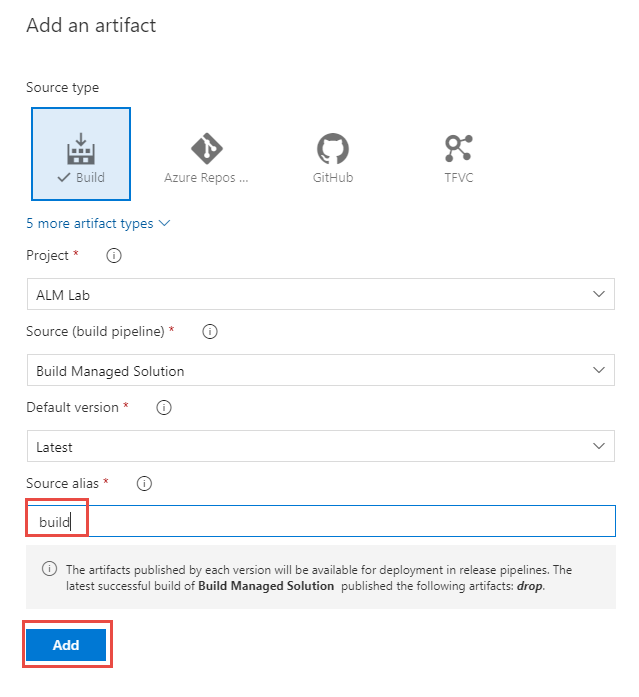 Add an artifact
Source type
Build
Azure Repos ...
GitHub
TFVC
5 more artifact types
Project *
ALM Lab
Source (build pipeline) *
Build Managed Solution
Default version *
Latest
Source alias *
build
The artifacts published by each version will be available for deployment in release pipelines. The
latest successful build of Build Managed Solution published the following artifacts: drop.
Add